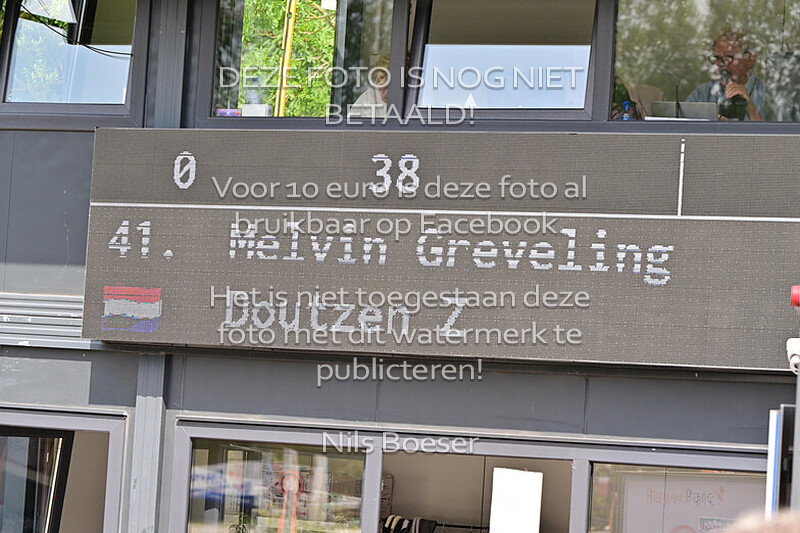 DEZE FOTO IS NOG NIET
BETAALD!
0 38
Voor 10 euro is deze foto al
bruikbaar op Facebook
41. Melvin Greveling
Het is niet toegestaan deze
Doutzen Z
foto met dit watermerk te
publiceren!
Nils Boeser